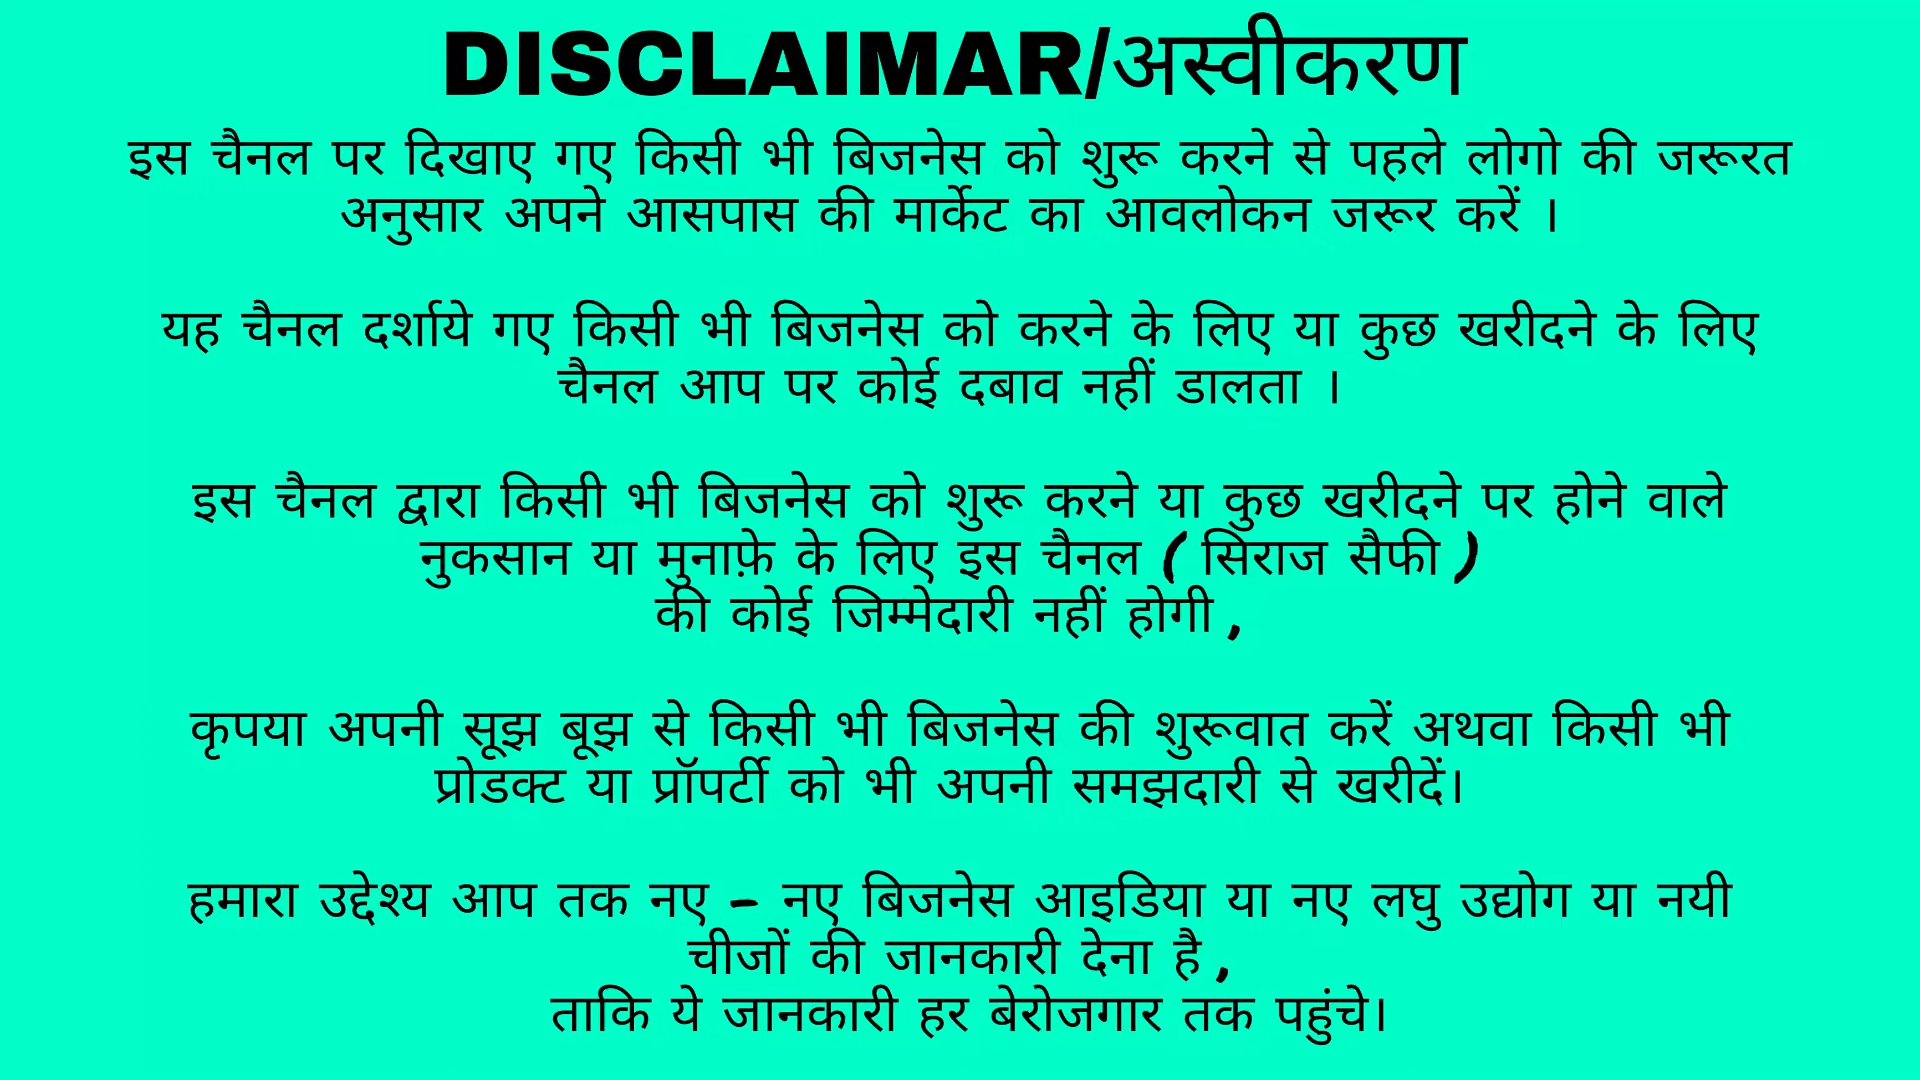 DISCLAIMAR/अस्वीकरण
इस चैनल पर दिखाए गए किसी भी बिजनेस को शुरू करने से पहले लोगो की जरूरत
अनुसार अपने आसपास की मार्केट का आवलोकन जरूर करें ।
यह चैनल दर्शाये गए किसी भी बिजनेस को करने के लिए या कुछ खरीदने के लिए
चैनल आप पर कोई दबाव नहीं डालता ।
इस चैनल द्वारा किसी भी बिजनेस को शुरू करने या कुछ खरीदने पर होने वाले
नुकसान या मुनाफ़े के लिए इस चैनल ( सिराज सैफी )
की कोई जिम्मेदारी नहीं होगी ,
कृपया अपनी सूझ बूझ से किसी भी बिजनेस की शुरूवात करें अथवा किसी भी
प्रोडक्ट या प्रॉपर्टी को भी अपनी समझदारी से खरीदें।
हमारा उद्देश्य आप तक नए - नए बिजनेस आइडिया या नए लघु उद्योग या नयी
चीजों की जानकारी देना है ,
ताकि ये जानकारी हर बेरोजगार तक पहुंचे।